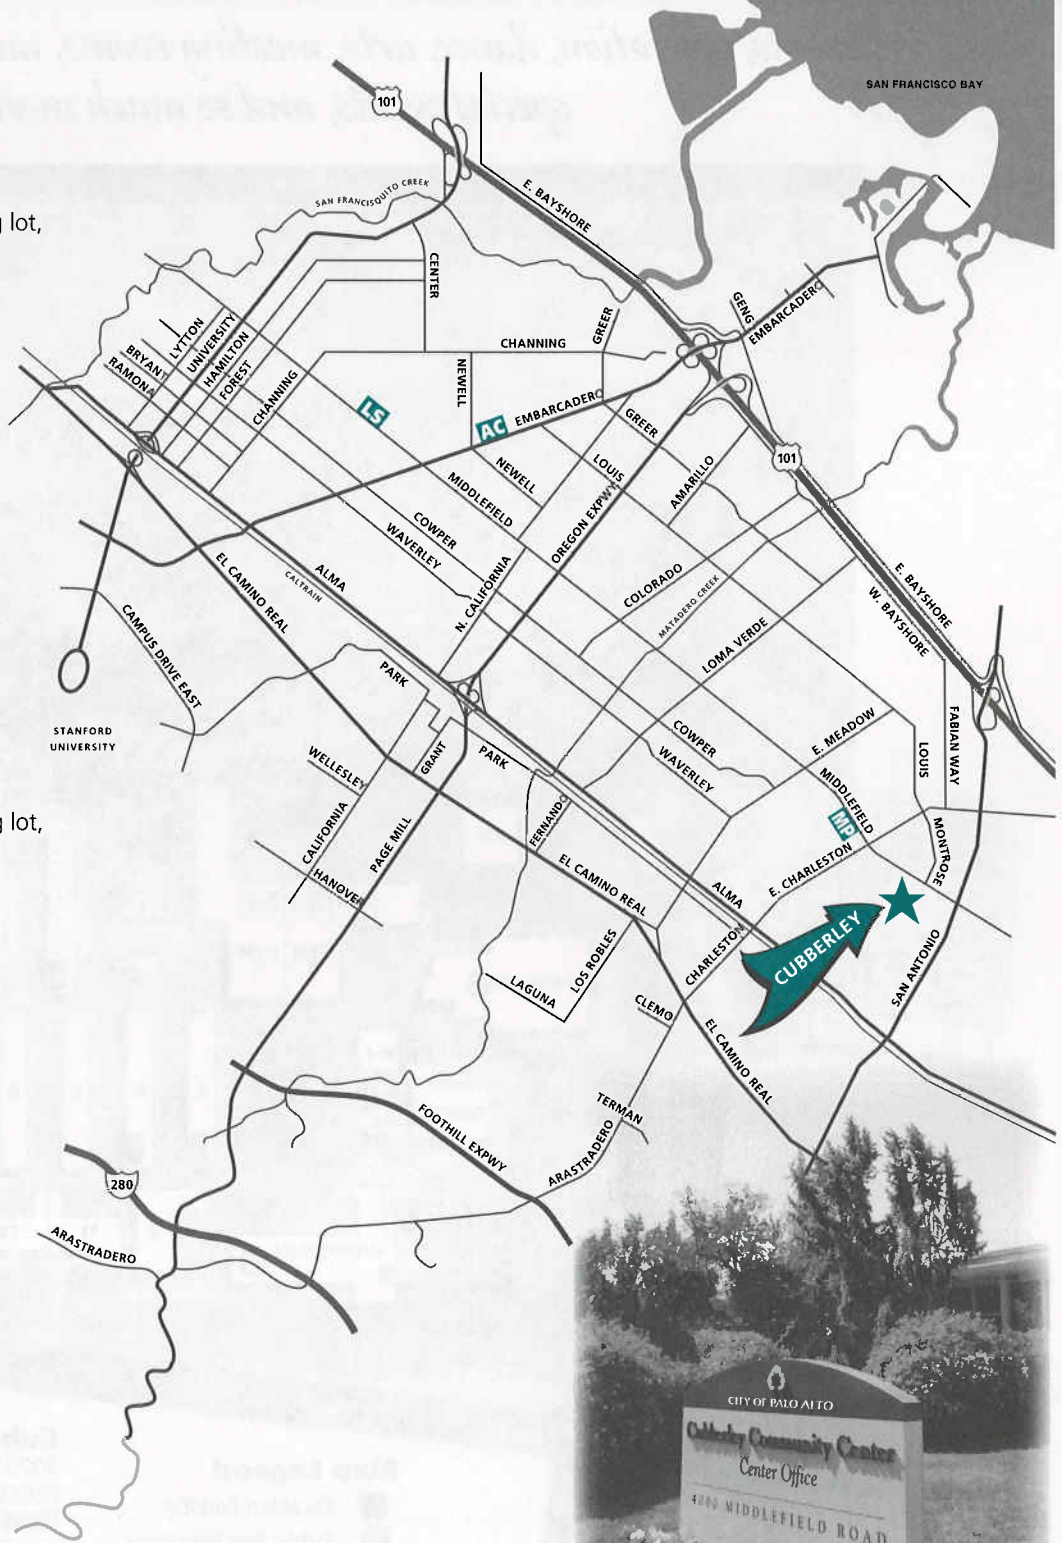 SAN FRANCISCO BAY
101
E. BAYSHORE
SAN FRANCISQUITO CREEK
g lot,
CENTER
GENG
EMBARCADERO
GREER
LYTTON
UNIVERSITY
HAMILTON
FOREST
BRYANT
RAMONA
CHANNING
CHANNING
NEWELL
LS
AC
EMBARCADERO
GREER
101
NEWELL
LOUIS
AMARILLO
MIDDLEFIELD
OREGON EXPWY
COWPER
WAVERLEY
EL CAMINO REAL
ALMA
CALTRAIN
N. CALIFORNIA
COLORADO
MATADERO CREEK
E. BAYSHORE
W. BAYSHORE
CAMPUS DRIVE EAST
LOMA VERDE
PARK
STANFORD
UNIVERSITY
COWPER
E. MEADOW
FABIAN WAY
LOUIS
WELLESLEY
GRANT
PARK
WAVERLEY
MIDDLEFIELD
g lot,
CALIFORNIA
PAGE MILL
FERNANDO
MP
MONTROSE
HANOVER
EL CAMINO REAL
ALMA
E. CHARLESTON
CUBBERLEY
LAGUNA
LOS ROBLES
CHARLESTON
SAN ANTONIO
CLEMO
EL CAMINO REAL
FOOTHILL EXPWY
TERMAN
ARASTRADERO
280
ARASTRADERO
CITY OF PALO ALTO
Cubberley Community Center
Center Office
4000 MIDDLEFIELD ROAD